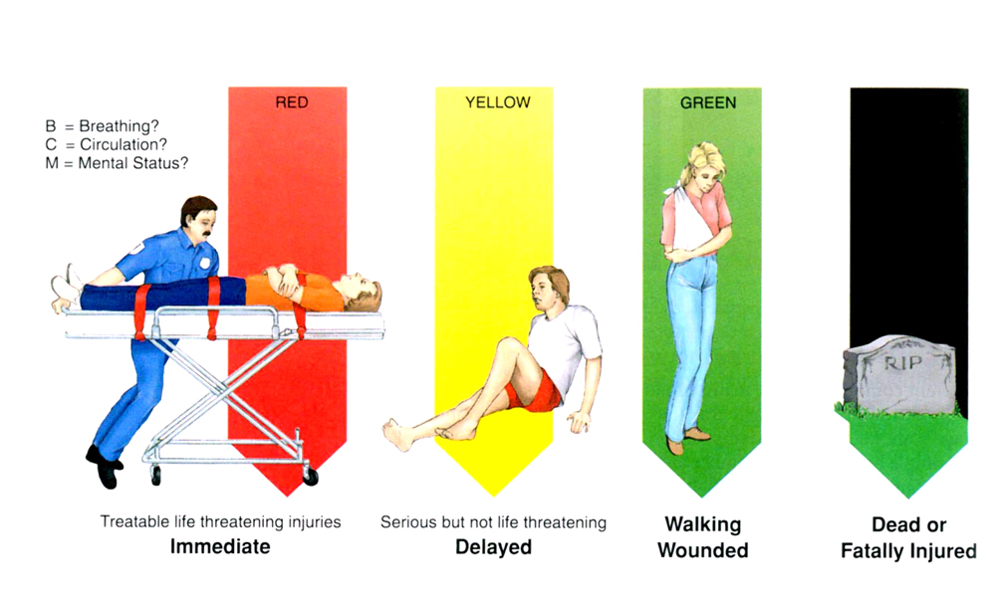 RED
YELLOW
GREEN
B = Breathing?
C = Circulation?
M = Mental Status?
RIP
Treatable life threatening injuries
Immediate
Serious but not life threatening
Delayed
Walking
Wounded
Dead or
Fatally Injured